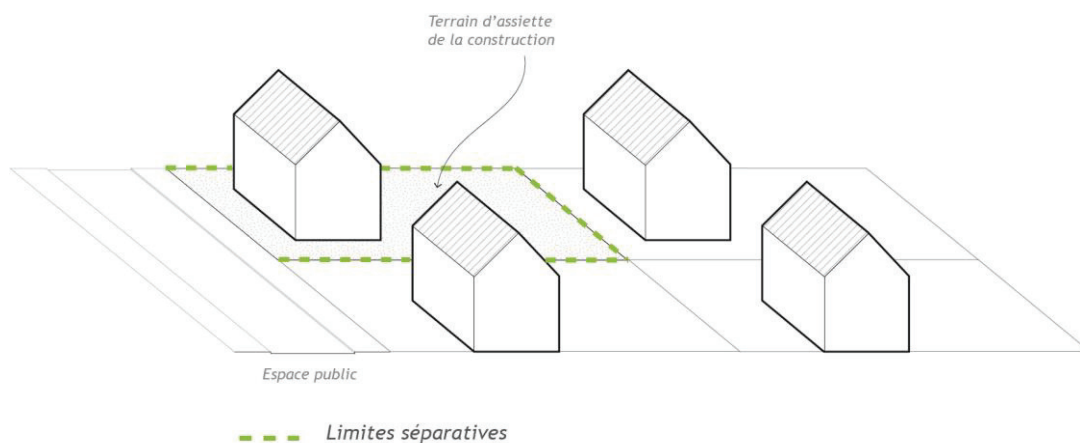 Terrain d'assiette
de la construction
Espace public
Limites séparatives